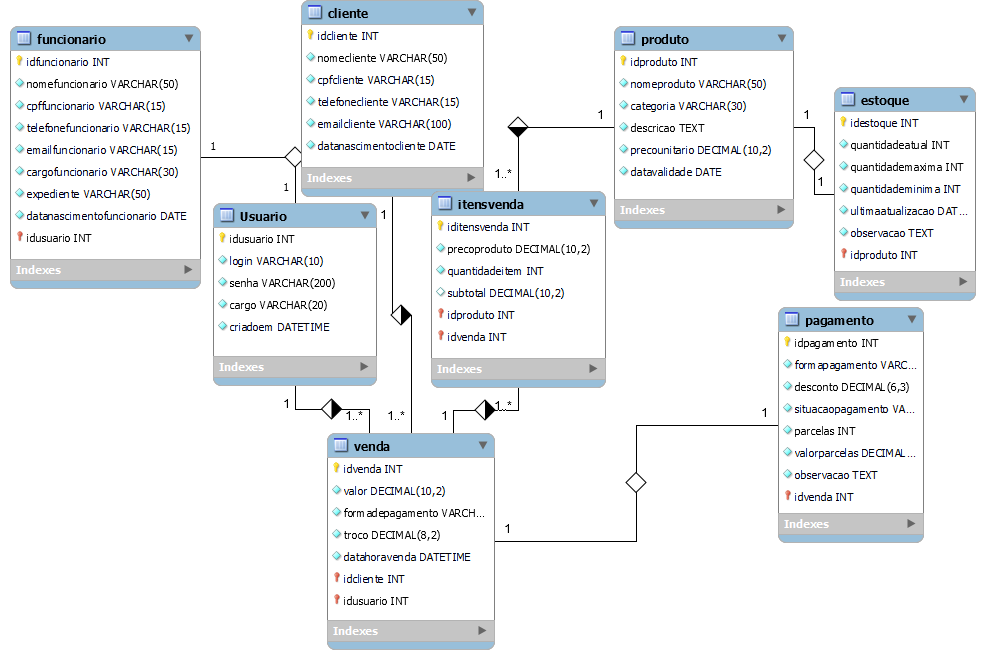 funcionario
idfuncionario INT
nomefuncionario VARCHAR(50)
cpffuncionario VARCHAR(15)
telefonefuncionario VARCHAR(15)
emailfuncionario VARCHAR(15)
cargofuncionario VARCHAR(30)
expediente VARCHAR(50)
datanascimentofuncionario DATE
idusuario INT
Indexes
cliente
idcliente INT
nomecliente VARCHAR(50)
cpfcliente VARCHAR(15)
telefonecliente VARCHAR(15)
emailcliente VARCHAR(100)
datanascimentocliente DATE
Indexes
produto
idproduto INT
nomeproduto VARCHAR(50)
categoria VARCHAR(30)
descricao TEXT
precounitario DECIMAL(10,2)
datavalidade DATE
Indexes
estoque
idestoque INT
quantidadeatual INT
quantidademaxima INT
quantidademinima INT
ultimaatualizacao DAT...
observacao TEXT
idproduto INT
Indexes
1
1
1
1..*
1
1
Usuario
idusuario INT
login VARCHAR(10)
senha VARCHAR(200)
cargo VARCHAR(20)
criadoem DATETIME
Indexes
1
itensvenda
iditensvenda INT
precoproduto DECIMAL(10,2)
quantidadeitem INT
subtotal DECIMAL(10,2)
idproduto INT
idvenda INT
Indexes
pagamento
idpagamento INT
formapagamento VARC...
desconto DECIMAL(6,3)
situacaopagamento VA...
parcelas INT
valorparcelas DECIMAL...
observacao TEXT
idvenda INT
Indexes
1
1..*
1..*
1
1..*
1
venda
idvenda INT
valor DECIMAL(10,2)
formadepagamento VARCH...
troco DECIMAL(8,2)
datahoravenda DATETIME
idcliente INT
idusuario INT
Indexes
1